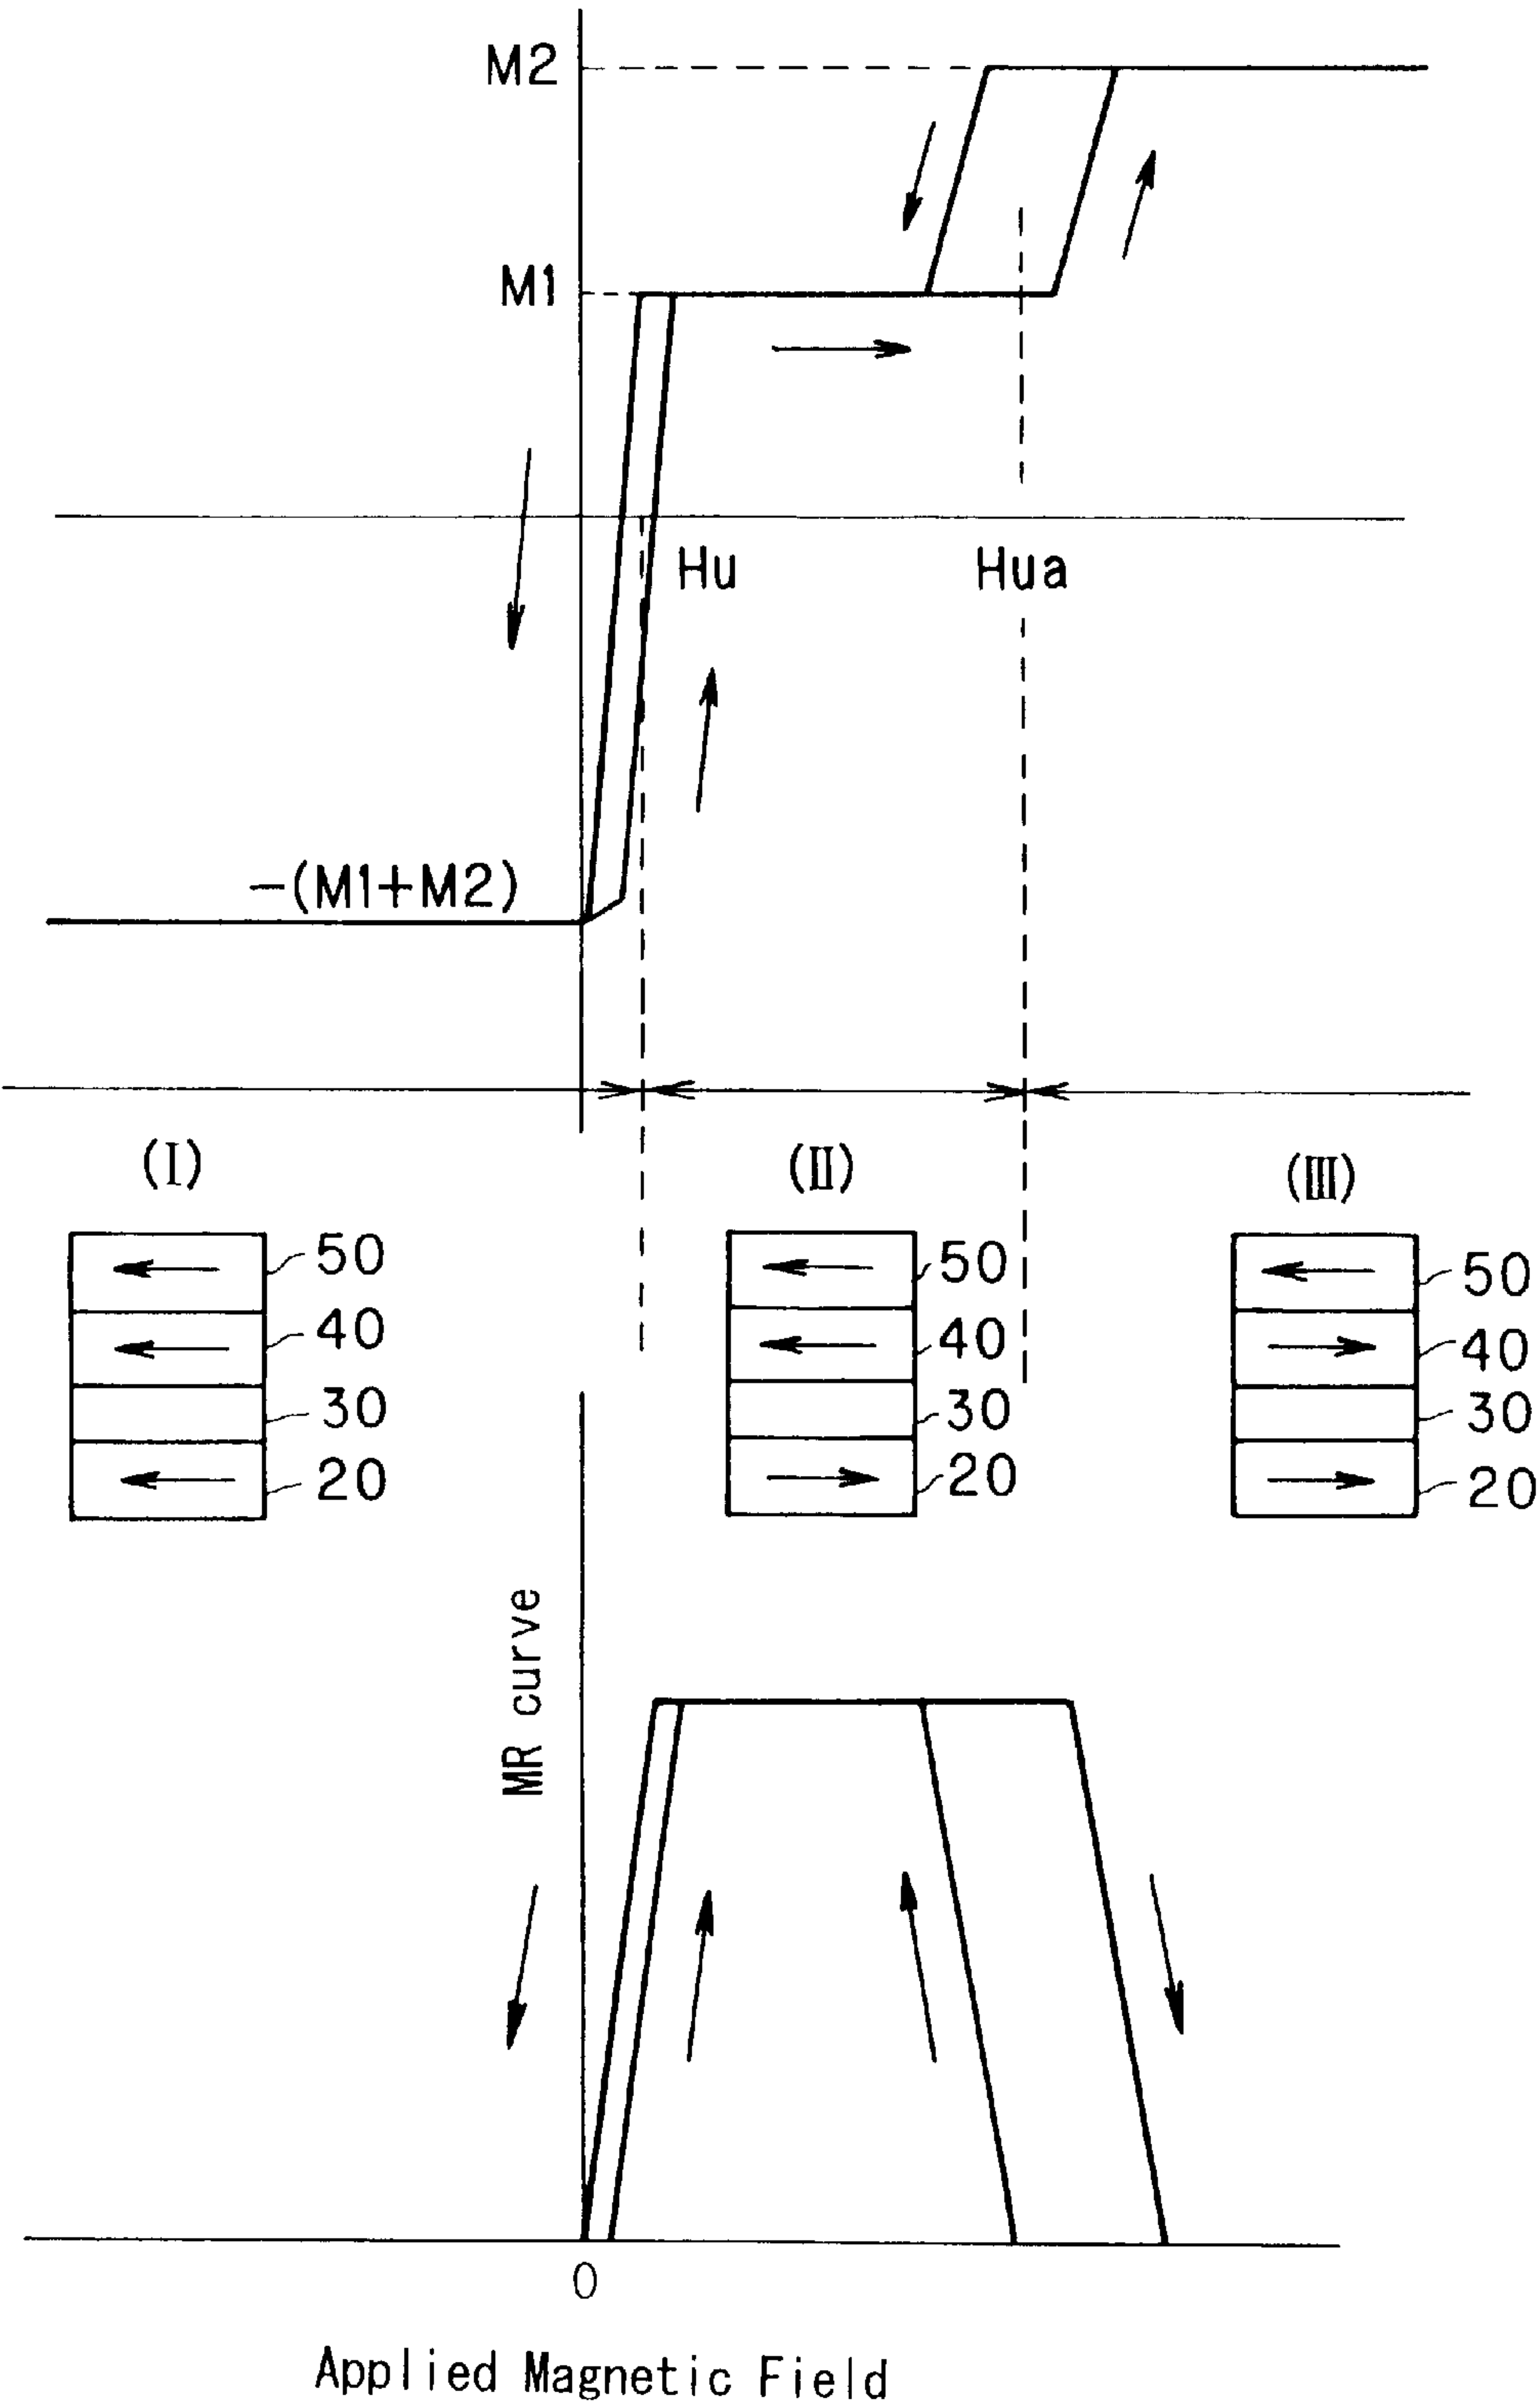 M2
M1
Hu
Hua
-(M1+M2)
(I)
(II)
(III)
50
40
30
20
50
40
30
20
50
40
30
20
MR curve
0
Applied Magnetic Field